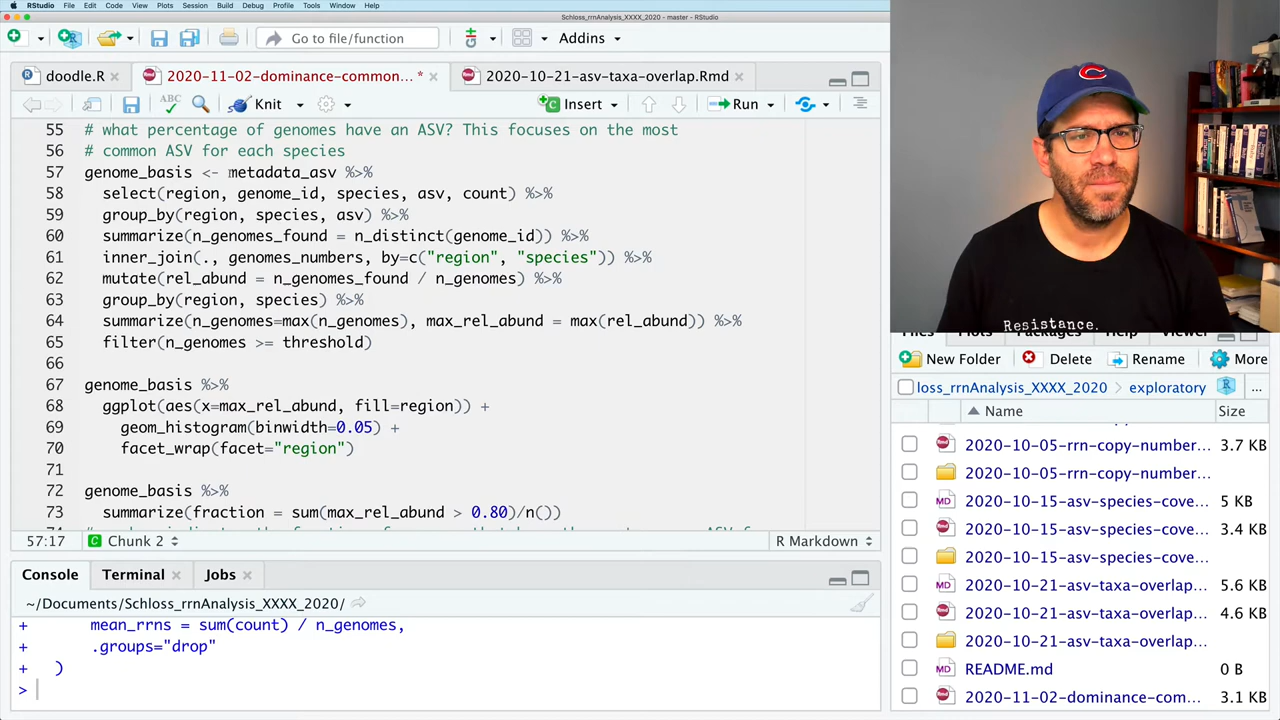 RStudio File Edit Code View Plots Session Build Debug Profile Tools Window Help
Schloss_rrnAnalysis_XXXX_2020 - master - RStudio
Go to file/function
Addins
doodle.R
2020-11-02-dominance-common... *
2020-10-21-asv-taxa-overlap.Rmd
ABC
Knit
Insert
Run
55 # what percentage of genomes have an ASV? This focuses on the most
56 # common ASV for each species
57 genome_basis <- metadata_asv %>%
58 select(region, genome_id, species, asv, count) %>%
59 group_by(region, species, asv) %>%
60 summarize(n_genomes_found = n_distinct(genome_id)) %>%
61 inner_join(., genomes_numbers, by=c("region", "species")) %>%
62 mutate(rel_abund = n_genomes_found / n_genomes) %>%
63 group_by(region, species) %>%
64 summarize(n_genomes=max(n_genomes), max_rel_abund = max(rel_abund)) %>%
65 filter(n_genomes >= threshold)
66
67 genome_basis %>%
68 ggplot(aes(x=max_rel_abund, fill=region)) +
69 geom_histogram(binwidth=0.05) +
70 facet_wrap(facet="region")
71
72 genome_basis %>%
73 summarize(fraction = sum(max_rel_abund > 0.80)/n())
57:17 Chunk 2 R Markdown
Console Terminal Jobs
~/Documents/Schloss_rrnAnalysis_XXXX_2020/
+ mean_rrns = sum(count) / n_genomes,
+ .groups="drop"
+ )
>
Resistance.
Files Plots Packages Help Viewer
New Folder Delete Rename More
loss_rrnAnalysis_XXXX_2020 exploratory ...
Name Size
2020-10-05-rrn-copy-number... 3.7 KB
2020-10-05-rrn-copy-number...
2020-10-15-asv-species-cove... 5 KB
2020-10-15-asv-species-cove... 3.4 KB
2020-10-15-asv-species-cove...
2020-10-21-asv-taxa-overlap... 5.6 KB
2020-10-21-asv-taxa-overlap... 4.6 KB
2020-10-21-asv-taxa-overlap...
README.md 0 B
2020-11-02-dominance-com... 3.1 KB